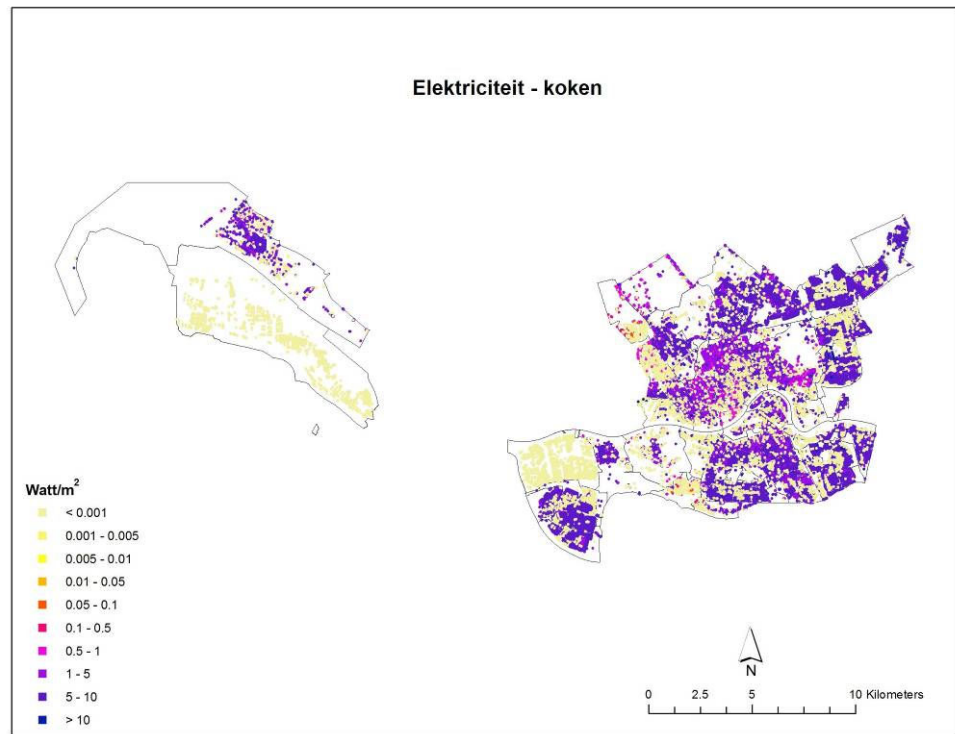 Elektriciteit - koken
Watt/m²
< 0.001
0.001 - 0.005
0.005 - 0.01
0.01 - 0.05
0.05 - 0.1
0.1 - 0.5
0.5 - 1
1 - 5
5 - 10
> 10
N
0 2.5 5 10 Kilometers